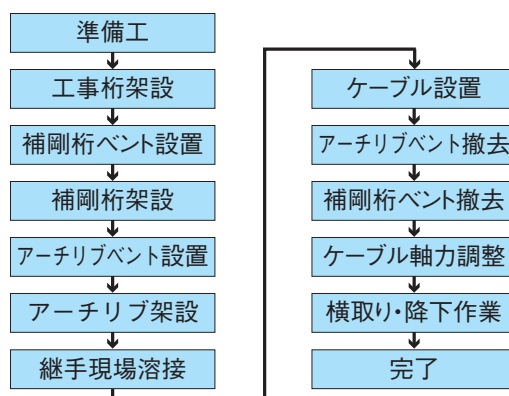 準備工
工事桁架設
補剛桁ベント設置
補剛桁架設
アーチリブベント設置
アーチリブ架設
継手現場溶接
ケーブル設置
アーチリブベント撤去
補剛桁ベント撤去
ケーブル軸力調整
横取り・降下作業
完了